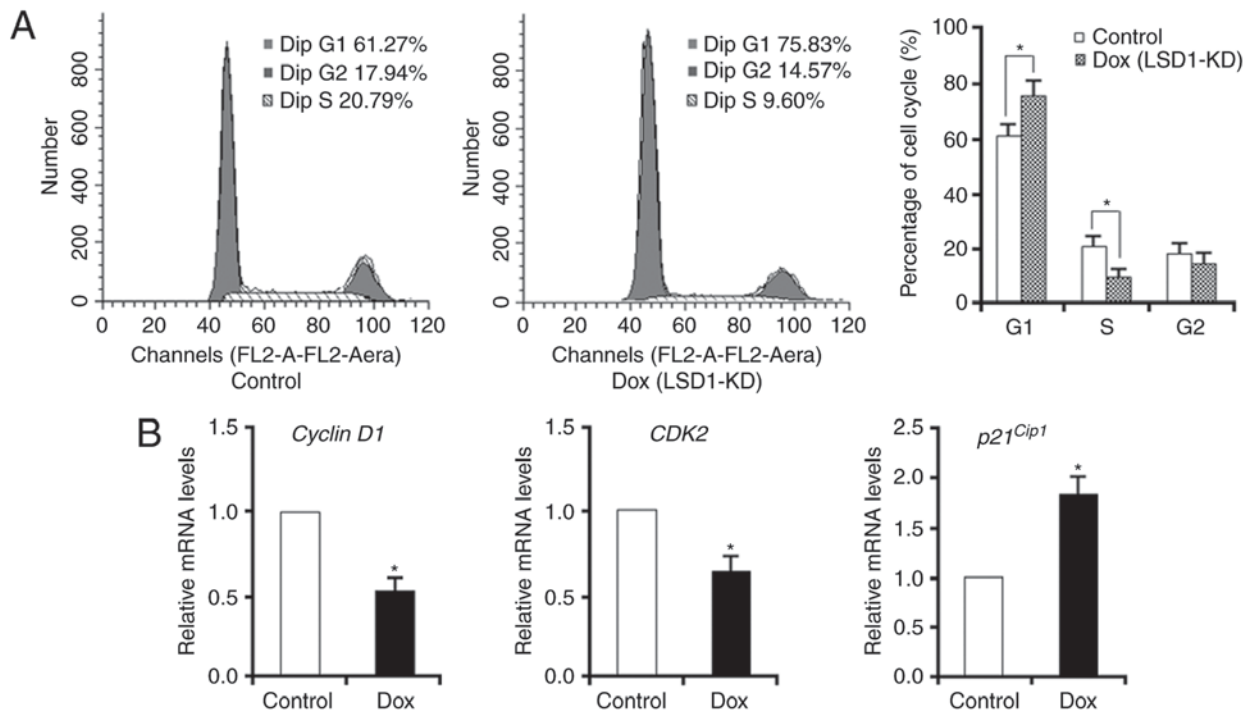 A
Number
800
600
400
200
0
Dip G1 61.27%
Dip G2 17.94%
Dip S 20.79%
0 20 40 60 80 100 120
Channels (FL2-A-FL2-Aera)
Control
Number
800
600
400
200
0
Dip G1 75.83%
Dip G2 14.57%
Dip S 9.60%
0 20 40 60 80 100 120
Channels (FL2-A-FL2-Aera)
Dox (LSD1-KD)
Percentage of cell cycle (%)
100
80
60
40
20
0
Control
Dox (LSD1-KD)
*
*
G1 S G2
B
Relative mRNA levels
1.5
1.0
0.5
0.0
Cyclin D1
*
Control Dox
Relative mRNA levels
1.5
1.0
0.5
0.0
CDK2
*
Control Dox
Relative mRNA levels
2.5
2.0
1.5
1.0
0.5
0.0
p21Cip1
*
Control Dox